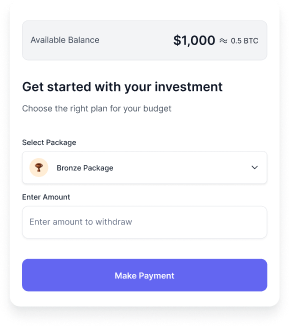 Available Balance $1,000 ≈ 0.5 BTC
Get started with your investment
Choose the right plan for your budget
Select Package
Bronze Package
Enter Amount
Enter amount to withdraw
Make Payment